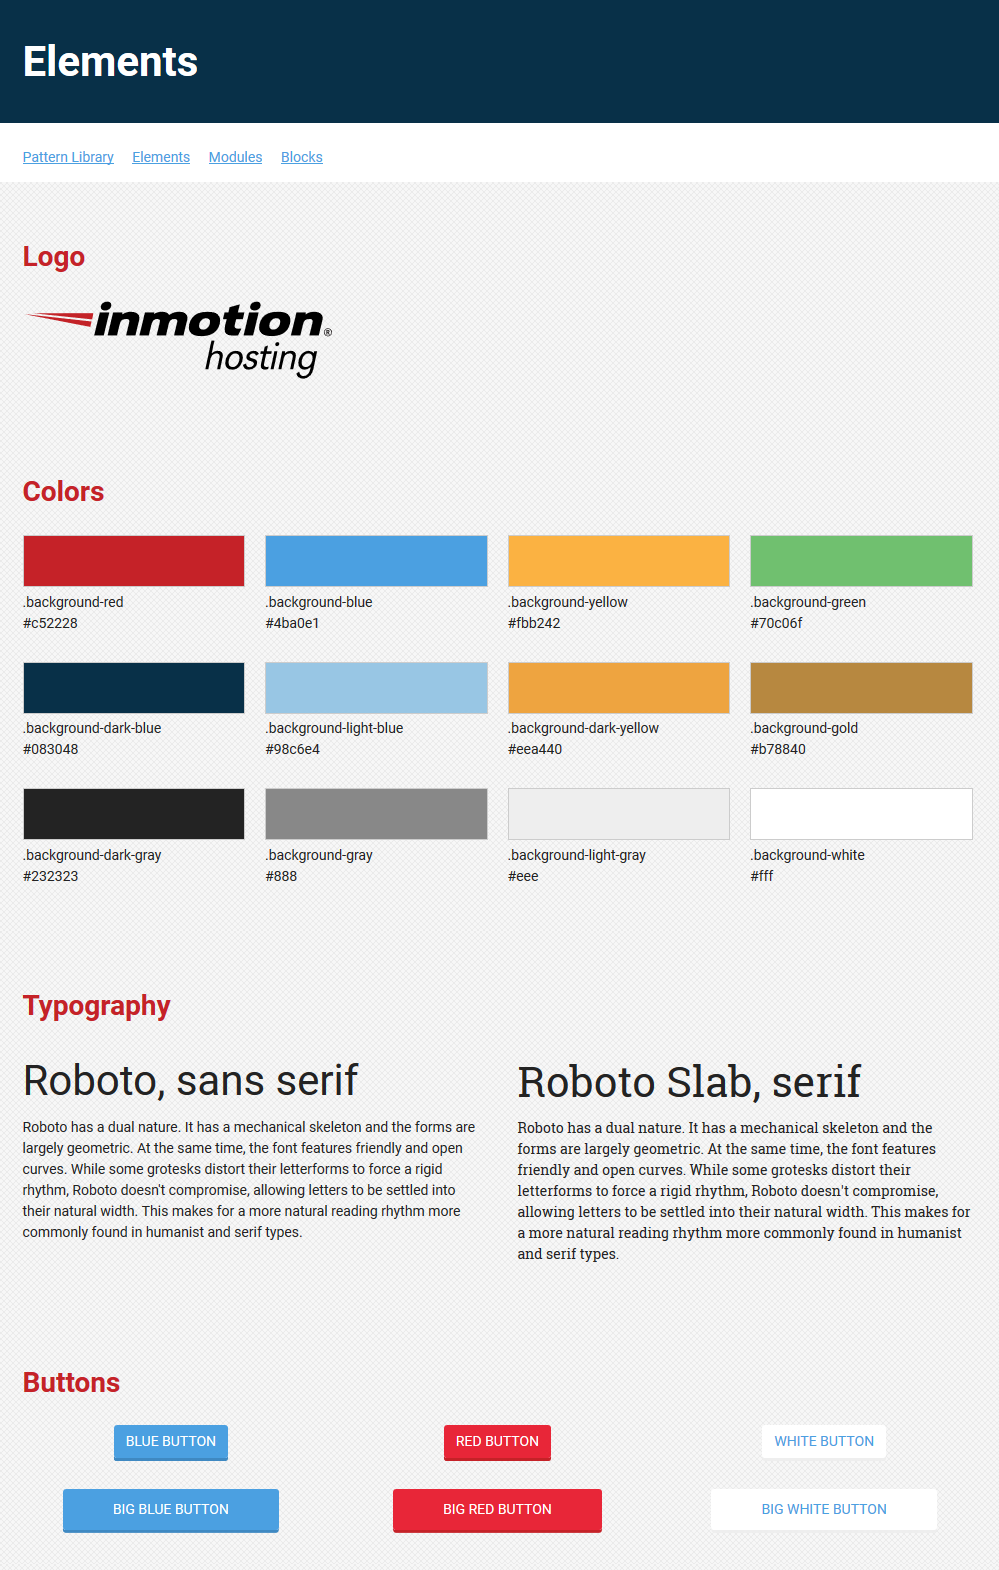 Elements
Pattern Library Elements Modules Blocks
Logo
inmotion®
hosting
Colors
.background-red .background-blue .background-yellow .background-green
#c52228 #4ba0e1 #fbb242 #70c06f
.background-dark-blue .background-light-blue .background-dark-yellow .background-gold
#083048 #98c6e4 #eea440 #b78840
.background-dark-gray .background-gray .background-light-gray .background-white
#232323 #888 #eee #fff
Typography
Roboto, sans serif
Roboto has a dual nature. It has a mechanical skeleton and the forms are
largely geometric. At the same time, the font features friendly and open
curves. While some grotesks distort their letterforms to force a rigid
rhythm, Roboto doesn't compromise, allowing letters to be settled into
their natural width. This makes for a more natural reading rhythm more
commonly found in humanist and serif types.
Roboto Slab, serif
Roboto has a dual nature. It has a mechanical skeleton and the
forms are largely geometric. At the same time, the font features
friendly and open curves. While some grotesks distort their
letterforms to force a rigid rhythm, Roboto doesn't compromise,
allowing letters to be settled into their natural width. This makes for
a more natural reading rhythm more commonly found in humanist
and serif types.
Buttons
BLUE BUTTON RED BUTTON WHITE BUTTON
BIG BLUE BUTTON BIG RED BUTTON BIG WHITE BUTTON